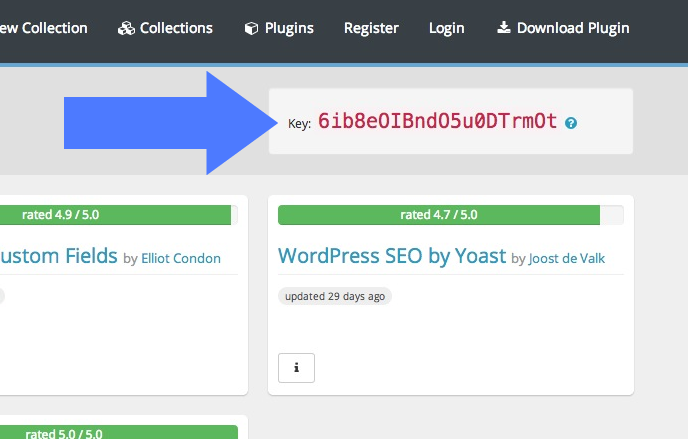 ew Collection Collections Plugins Register Login Download Plugin
Key: 6ib8eOIBndO5u0DTrmOt ?
rated 4.9 / 5.0
ustom Fields by Elliot Condon
rated 4.7 / 5.0
WordPress SEO by Yoast by Joost de Valk
updated 29 days ago
i
rated 5.0 / 5.0